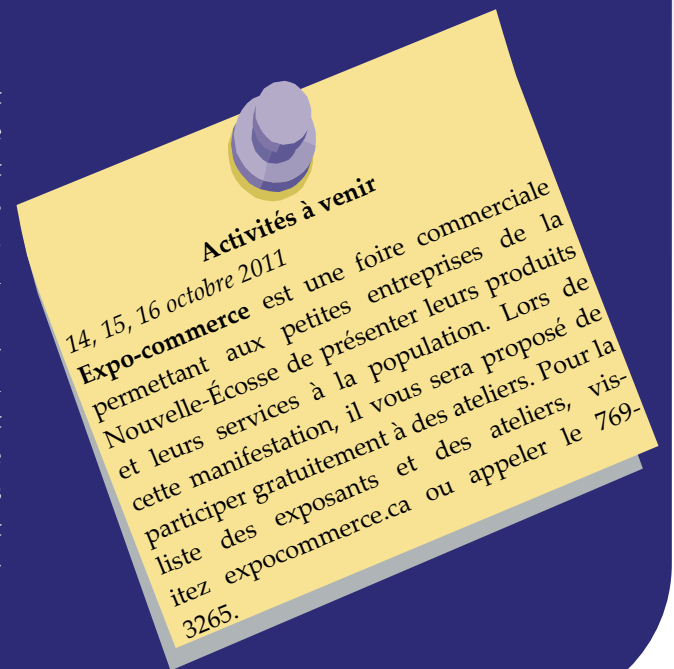 Activités à venir
14, 15, 16 octobre 2011
Expo-commerce est une foire commerciale
permettant aux petites entreprises de la
Nouvelle-Écosse de présenter leurs produits
et leurs services à la population. Lors de
cette manifestation, il vous sera proposé de
participer gratuitement à des ateliers. Pour la
liste des exposants et des ateliers, vis-
itez expocommerce.ca ou appeler le 769-
3265.